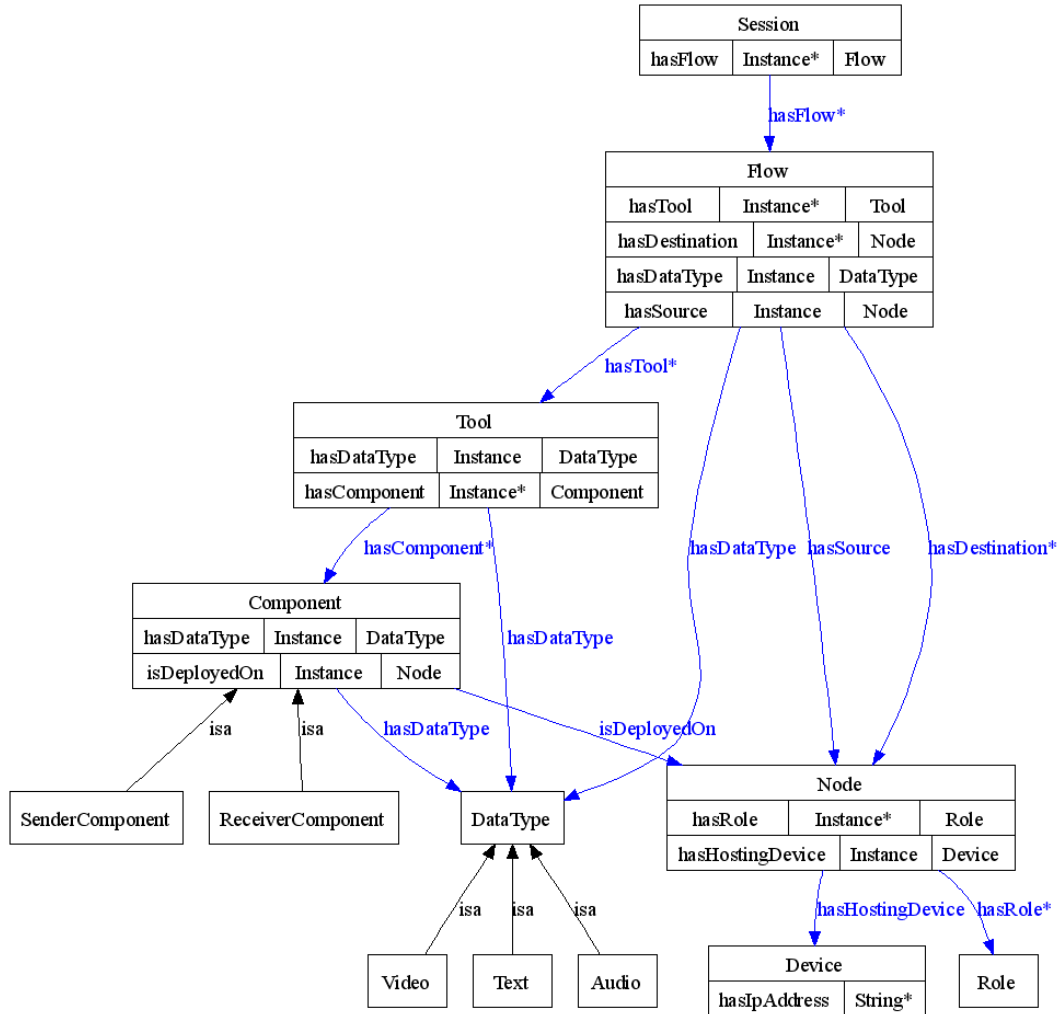 Session
hasFlow Instance* Flow
hasFlow*
Flow
hasTool Instance* Tool
hasDestination Instance* Node
hasDataType Instance DataType
hasSource Instance Node
hasTool*
Tool
hasDataType Instance DataType
hasComponent Instance* Component
hasComponent*
hasDataType hasSource hasDestination*
Component
hasDataType Instance DataType
isDeployedOn Instance Node
hasDataType
isa isa hasDataType isDeployedOn
SenderComponent ReceiverComponent DataType
Node
hasRole Instance* Role
hasHostingDevice Instance Device
isa isa isa
hasHostingDevice hasRole*
Video Text Audio
Device
hasIpAddress String*
Role